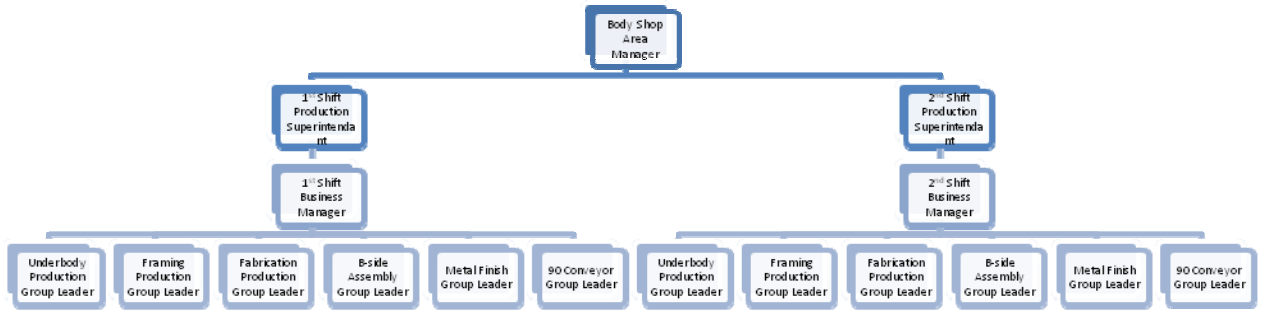 Body Shop
Area
Manager
1st Shift
Production
Superintenda
nt
2nd Shift
Production
Superintenda
nt
1st Shift
Business
Manager
2nd Shift
Business
Manager
Underbody
Production
Group Leader
Framing
Production
Group Leader
Fabrication
Production
Group Leader
B-side
Assembly
Group Leader
Metal Finish
Group Leader
90 Conveyor
Group Leader
Underbody
Production
Group Leader
Framing
Production
Group Leader
Fabrication
Production
Group Leader
B-side
Assembly
Group Leader
Metal Finish
Group Leader
90 Conveyor
Group Leader